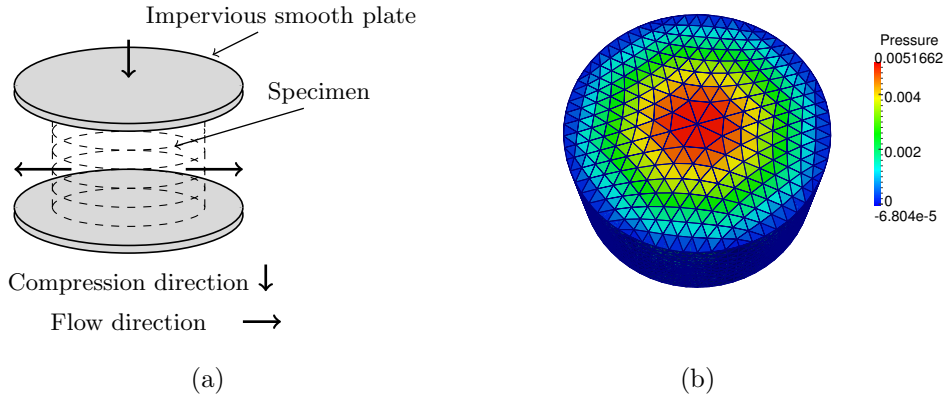 Impervious smooth plate
Specimen
Compression direction
Flow direction
(a)
Pressure
0.0051662
0.004
0.002
0
-6.804e-5
(b)